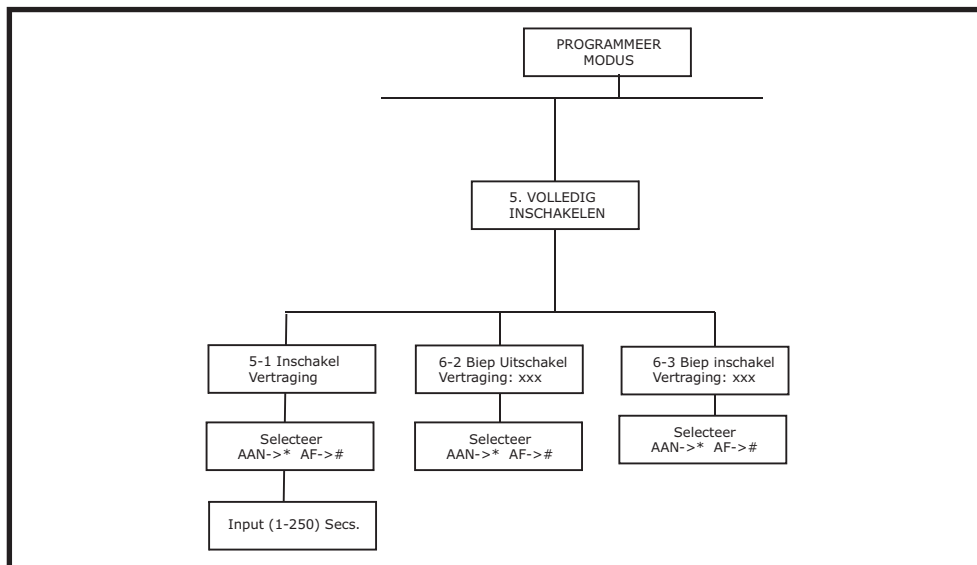 PROGRAMMEER
MODUS
5. VOLLEDIG
INSCHAKELEN
5-1 Inschakel
Vertraging
6-2 Biep Uitschakel
Vertraging: xxx
6-3 Biep inschakel
Vertraging: xxx
Selecteer
AAN->* AF->#
Selecteer
AAN->* AF->#
Selecteer
AAN->* AF->#
Input (1-250) Secs.